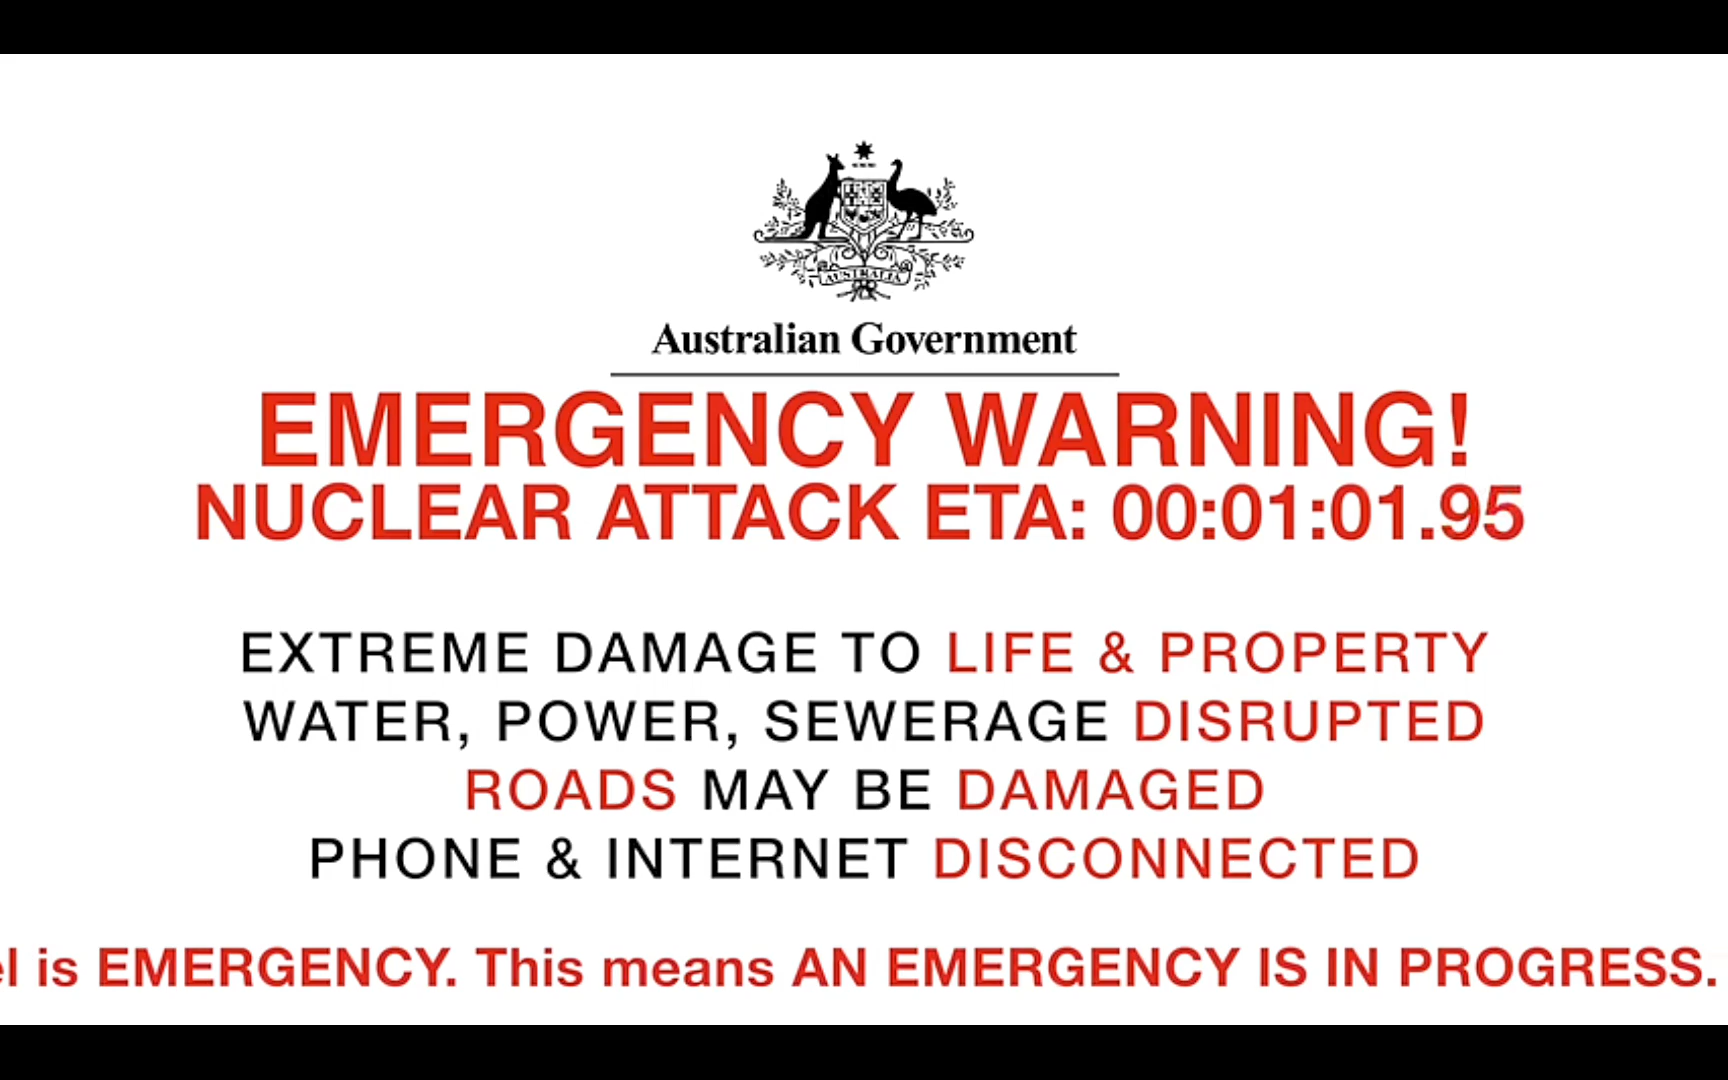 AUSTRALIA
Australian Government
EMERGENCY WARNING!
NUCLEAR ATTACK ETA: 00:01:01.95
EXTREME DAMAGE TO LIFE & PROPERTY
WATER, POWER, SEWERAGE DISRUPTED
ROADS MAY BE DAMAGED
PHONE & INTERNET DISCONNECTED
is EMERGENCY. This means AN EMERGENCY IS IN PROGRESS.